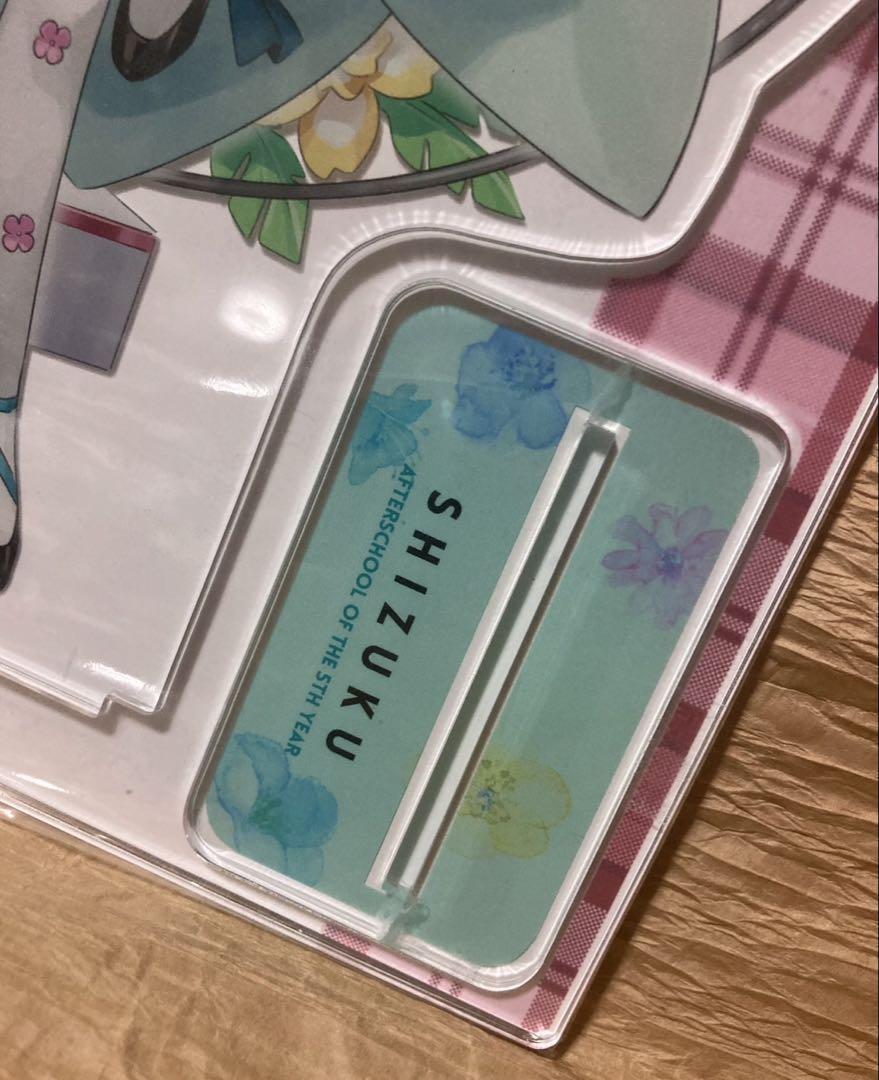 SHIZUKU
AFTERSCHOOL OF THE 5TH YEAR